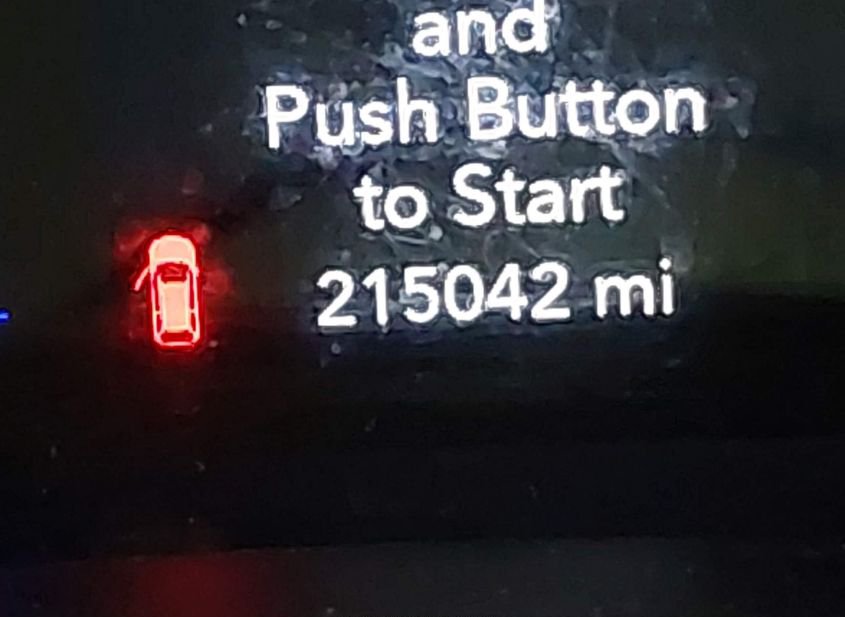 and
Push Button
to Start
215042 mi